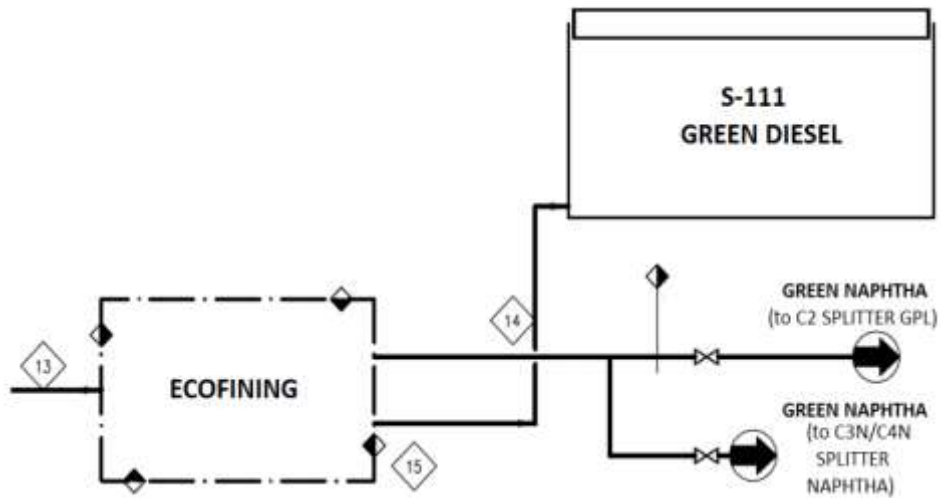 S-111
GREEN DIESEL
GREEN NAPHTHA
(to C2 SPLITTER GPL)
14
13
ECOFINING
GREEN NAPHTHA
(to C3N/C4N
SPLITTER
NAPHTHA)
15